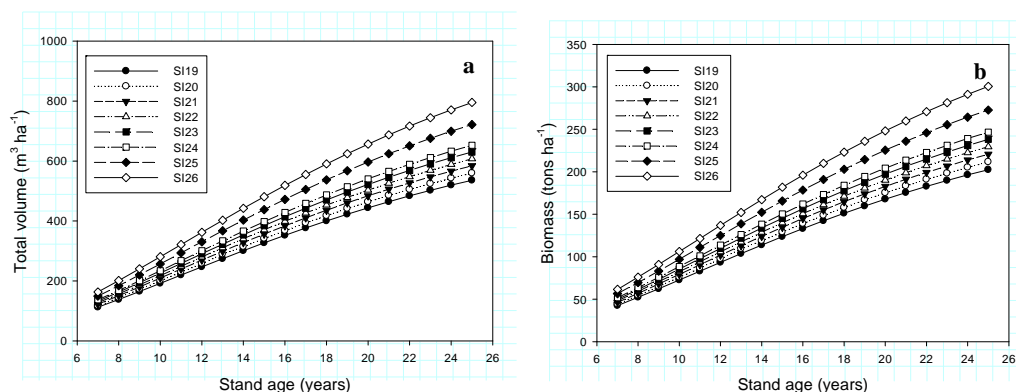 a
Total volume (m³ ha⁻¹)
1000
800
600
400
200
0
SI19
SI20
SI21
SI22
SI23
SI24
SI25
SI26
6 8 10 12 14 16 18 20 22 24 26
Stand age (years)
b
Biomass (tons ha⁻¹)
350
300
250
200
150
100
50
0
SI19
SI20
SI21
SI22
SI23
SI24
SI25
SI26
6 8 10 12 14 16 18 20 22 24 26
Stand age (years)